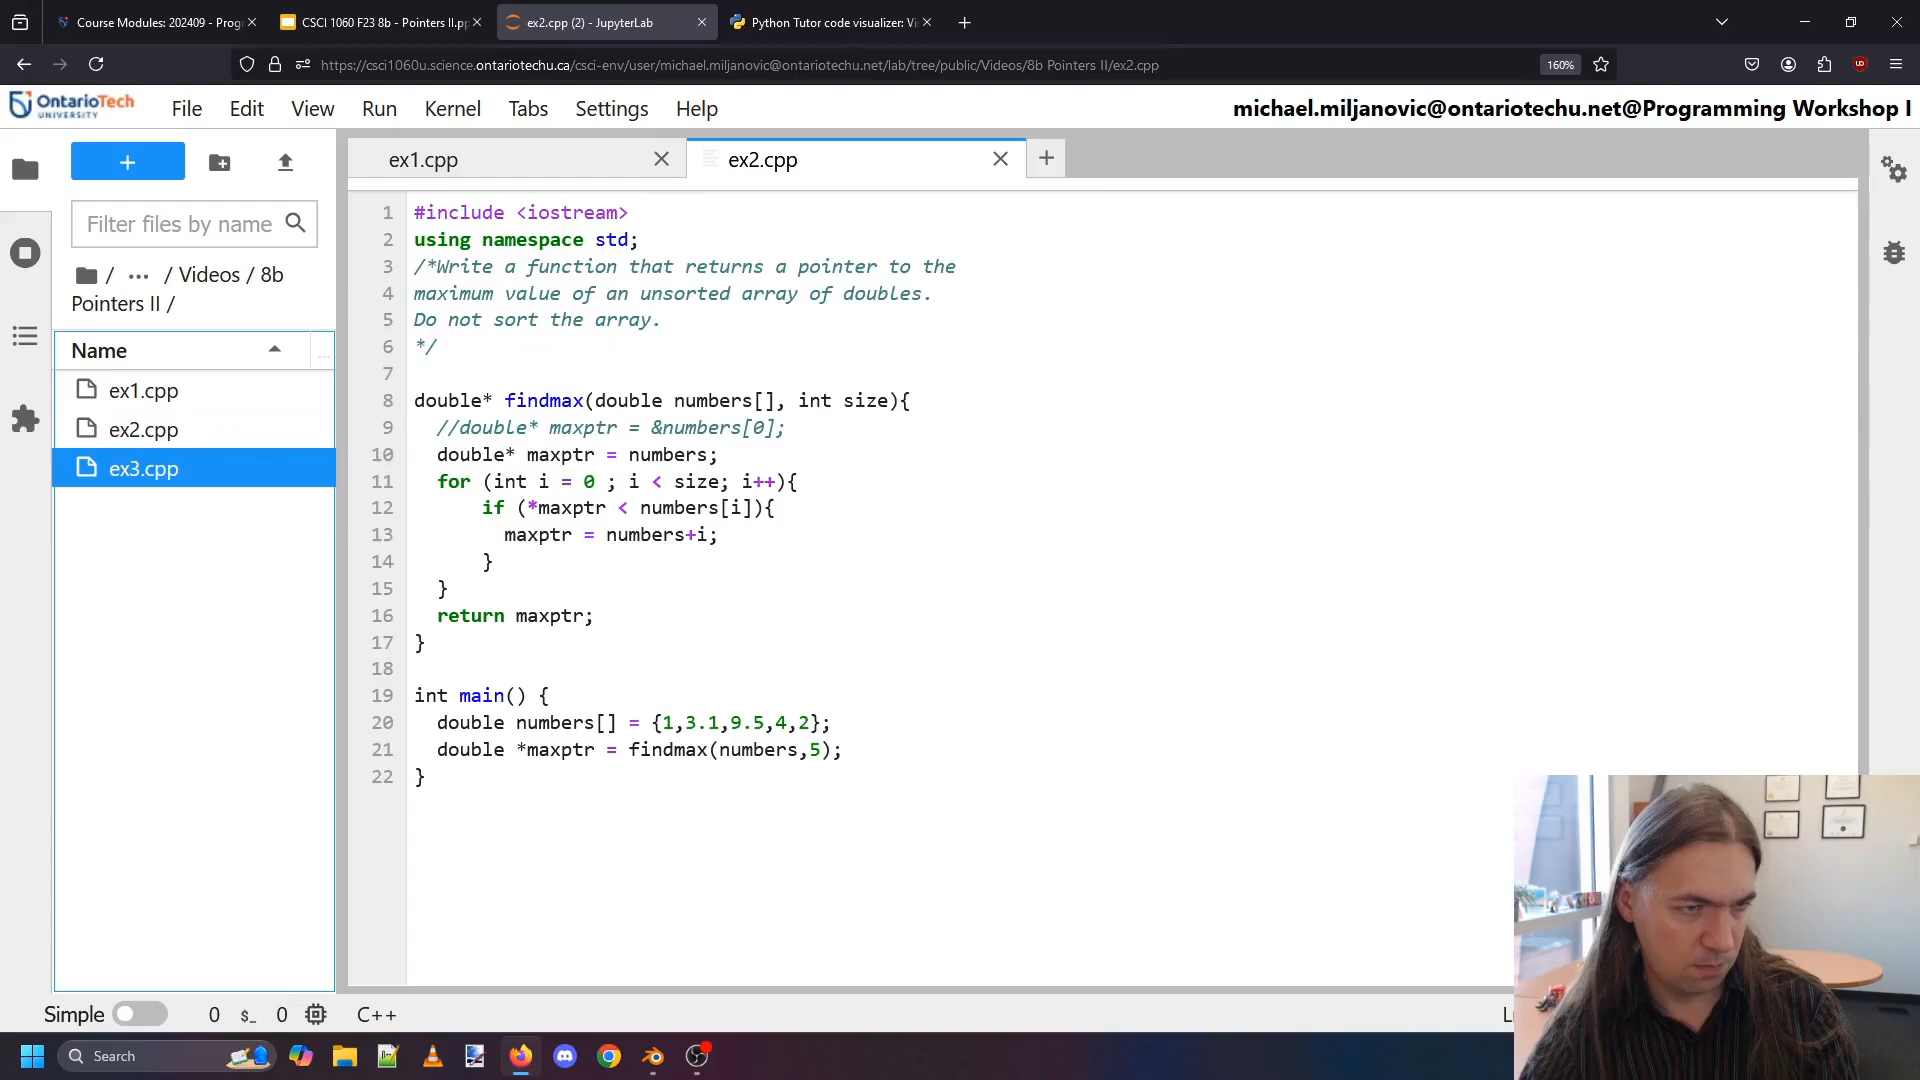 Course Modules: 202409 - Prog
CSCI 1060 F23 8b - Pointers II.pp
ex2.cpp (2) - JupyterLab
Python Tutor code visualizer: Vi
https://csci1060u.science.ontariotechu.ca/csci-env/user/michael.miljanovic@ontariotechu.net/lab/tree/public/Videos/8b Pointers II/ex2.cpp
160%
OntarioTech
UNIVERSITY
File Edit View Run Kernel Tabs Settings Help
michael.miljanovic@ontariotechu.net@Programming Workshop I
+
Filter files by name
/ ... / Videos / 8b
Pointers II /
Name
ex1.cpp
ex2.cpp
ex3.cpp
ex1.cpp
ex2.cpp
1 #include <iostream>
2 using namespace std;
3 /*Write a function that returns a pointer to the
4 maximum value of an unsorted array of doubles.
5 Do not sort the array.
6 */
7
8 double* findmax(double numbers[], int size){
9 //double* maxptr = &numbers[0];
10 double* maxptr = numbers;
11 for (int i = 0 ; i < size; i++){
12 if (*maxptr < numbers[i]){
13 maxptr = numbers+i;
14 }
15 }
16 return maxptr;
17 }
18
19 int main() {
20 double numbers[] = {1,3.1,9.5,4,2};
21 double *maxptr = findmax(numbers,5);
22 }
Simple 0 $_ 0 C++
Search